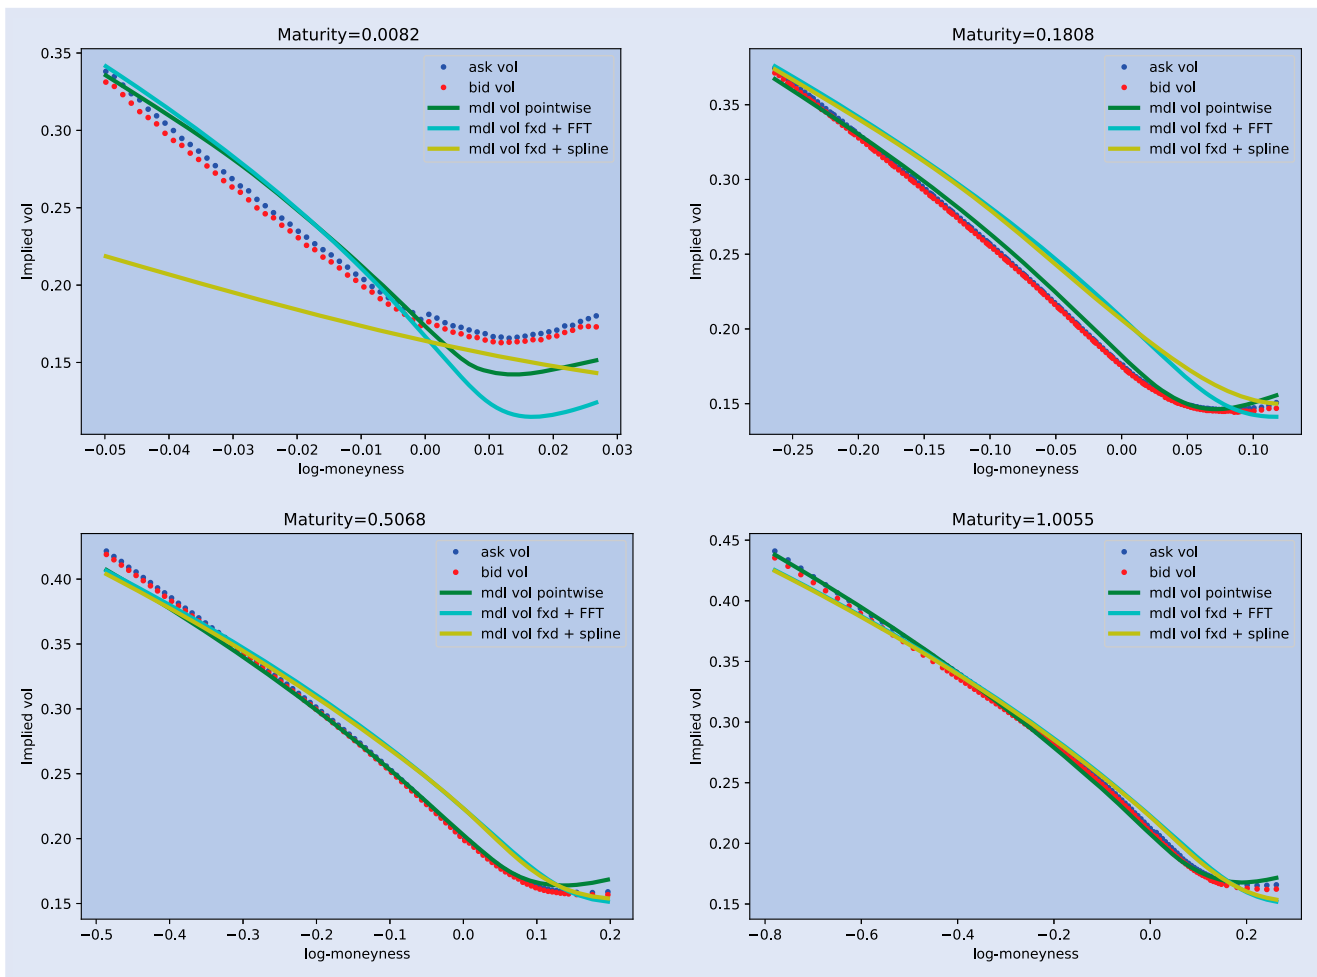 Maturity=0.0082
0.35
0.30
0.25
0.20
0.15
Implied vol
ask vol
bid vol
mdl vol pointwise
mdl vol fxd + FFT
mdl vol fxd + spline
−0.05 −0.04 −0.03 −0.02 −0.01 0.00 0.01 0.02 0.03
log-moneyness
Maturity=0.1808
0.35
0.30
0.25
0.20
0.15
Implied vol
ask vol
bid vol
mdl vol pointwise
mdl vol fxd + FFT
mdl vol fxd + spline
−0.25 −0.20 −0.15 −0.10 −0.05 0.00 0.05 0.10
log-moneyness
Maturity=0.5068
0.40
0.35
0.30
0.25
0.20
0.15
Implied vol
ask vol
bid vol
mdl vol pointwise
mdl vol fxd + FFT
mdl vol fxd + spline
−0.5 −0.4 −0.3 −0.2 −0.1 0.0 0.1 0.2
log-moneyness
Maturity=1.0055
0.45
0.40
0.35
0.30
0.25
0.20
0.15
Implied vol
ask vol
bid vol
mdl vol pointwise
mdl vol fxd + FFT
mdl vol fxd + spline
−0.8 −0.6 −0.4 −0.2 0.0 0.2
log-moneyness